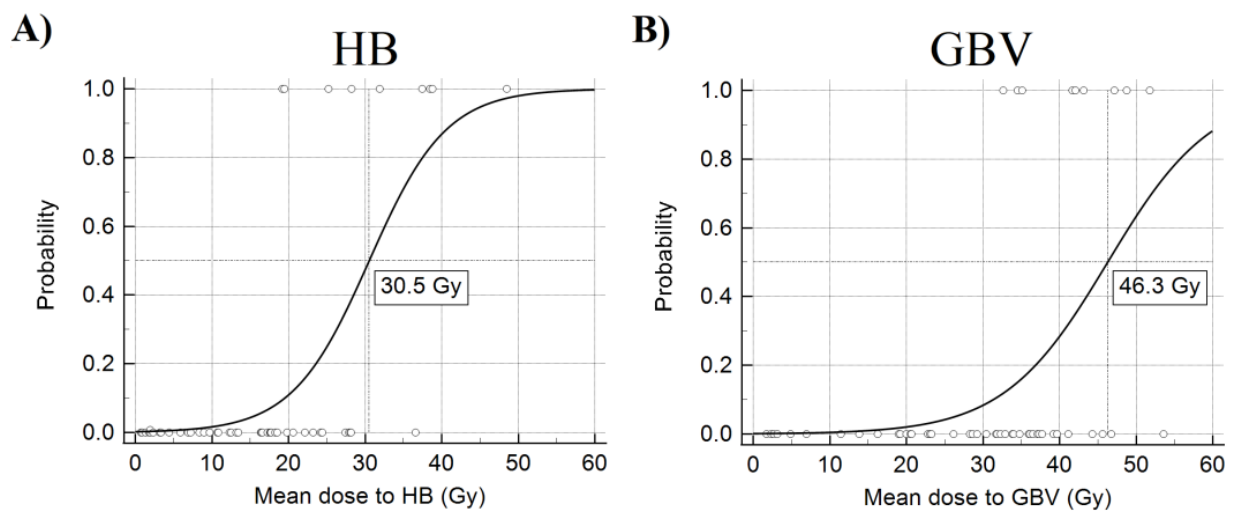 A)
HB
1.0
0.8
0.6
0.4
0.2
0.0
Probability
30.5 Gy
0 10 20 30 40 50 60
Mean dose to HB (Gy)
B)
GBV
1.0
0.8
0.6
0.4
0.2
0.0
Probability
46.3 Gy
0 10 20 30 40 50 60
Mean dose to GBV (Gy)